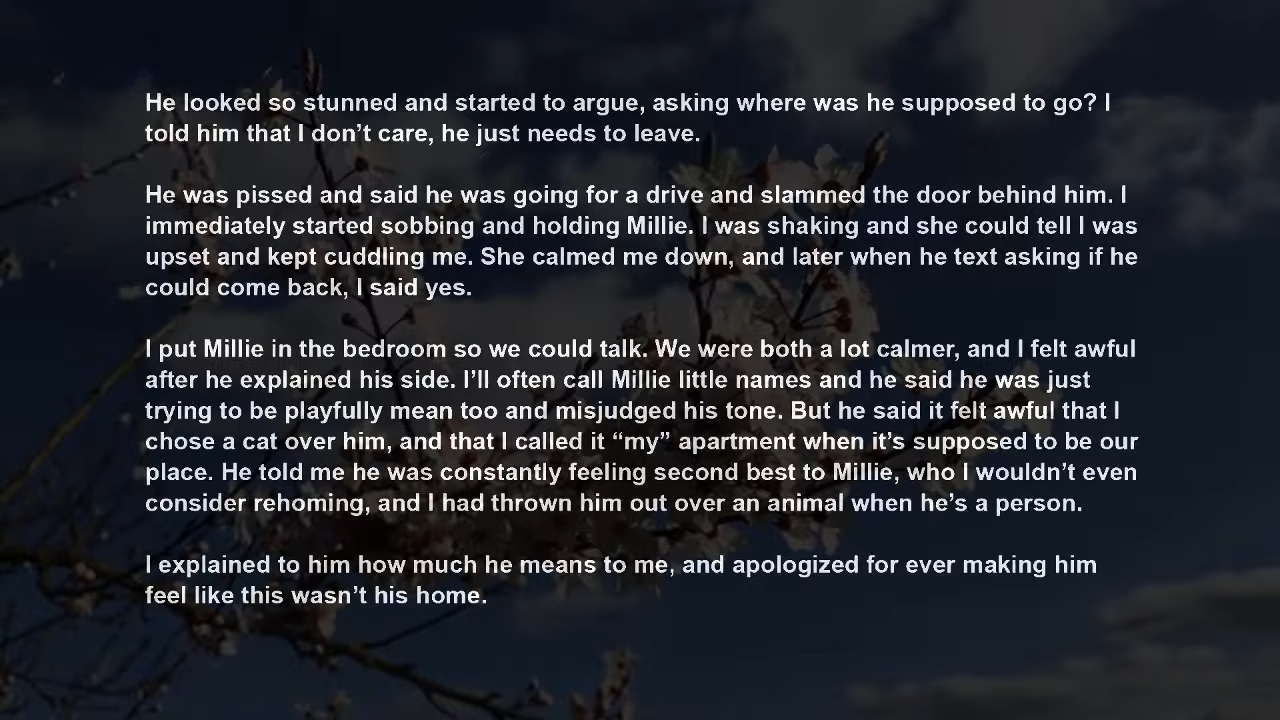 He looked so stunned and started to argue, asking where was he supposed to go? I
told him that I don’t care, he just needs to leave.
He was pissed and said he was going for a drive and slammed the door behind him. I
immediately started sobbing and holding Millie. I was shaking and she could tell I was
upset and kept cuddling me. She calmed me down, and later when he text asking if he
could come back, I said yes.
I put Millie in the bedroom so we could talk. We were both a lot calmer, and I felt awful
after he explained his side. I’ll often call Millie little names and he said he was just
trying to be playfully mean too and misjudged his tone. But he said it felt awful that I
chose a cat over him, and that I called it “my” apartment when it’s supposed to be our
place. He told me he was constantly feeling second best to Millie, who I wouldn’t even
consider rehoming, and I had thrown him out over an animal when he’s a person.
I explained to him how much he means to me, and apologized for ever making him
feel like this wasn’t his home.